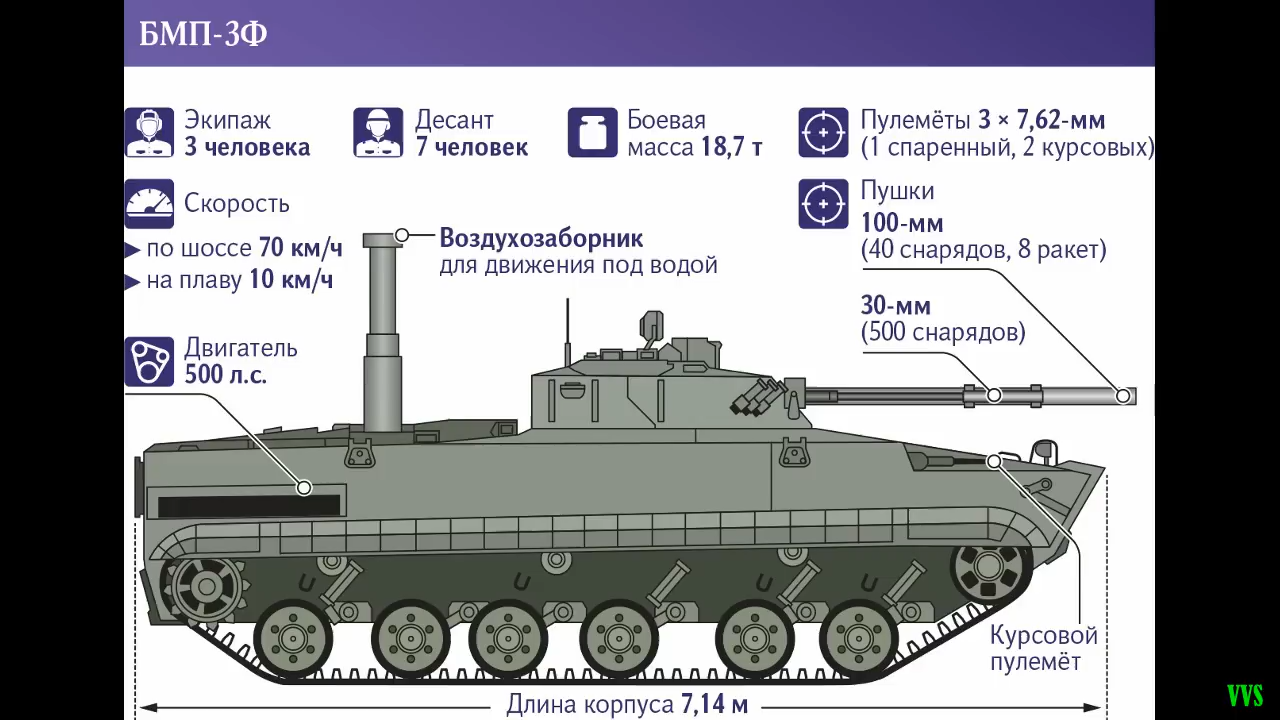 БМП-3Ф
Экипаж
3 человека
Десант
7 человек
Боевая
масса 18,7 т
Пулемёты 3 × 7,62-мм
(1 спаренный, 2 курсовых)
Скорость
▶ по шоссе 70 км/ч
▶ на плаву 10 км/ч
Пушки
100-мм
(40 снарядов, 8 ракет)
30-мм
(500 снарядов)
Воздухозаборник
для движения под водой
Двигатель
500 л.с.
Курсовой
пулемёт
Длина корпуса 7,14 м
VVS